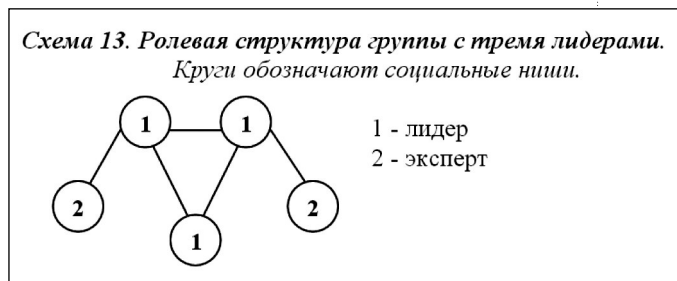 Схема 13. Ролевая структура группы с тремя лидерами.
Круги обозначают социальные ниши.
1 1
2 1 2
1 - лидер
2 - эксперт